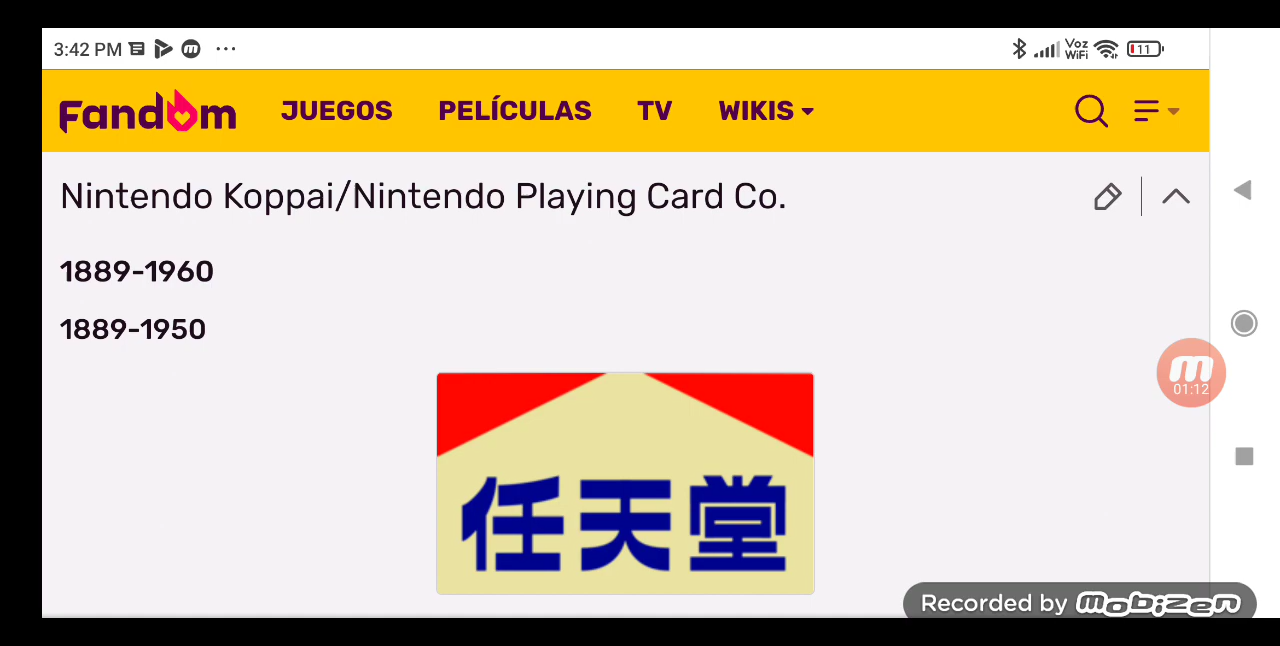 3:42 PM
Voz
WiFi
11
Fandom JUEGOS PELÍCULAS TV WIKIS
Nintendo Koppai/Nintendo Playing Card Co.
1889-1960
1889-1950
任天堂
01:12
Recorded by Mobizen